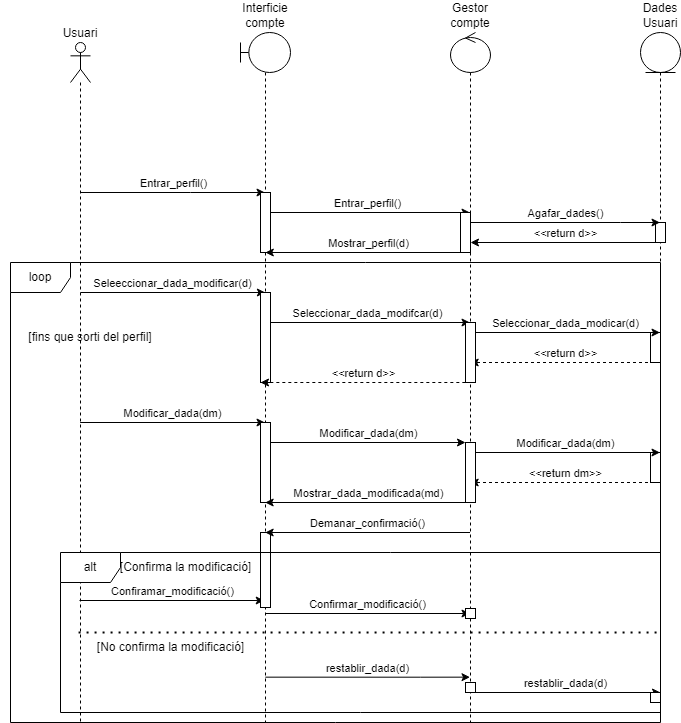 Usuari
Interficie
compte
Gestor
compte
Dades
Usuari
Entrar_perfil()
Entrar_perfil()
Agafar_dades()
<<return d>>
Mostrar_perfil(d)
loop
Seleeccionar_dada_modificar(d)
Seleccionar_dada_modifcar(d)
Seleccionar_dada_modicar(d)
[fins que sorti del perfil]
<<return d>>
<<return d>>
Modificar_dada(dm)
Modificar_dada(dm)
Modificar_dada(dm)
<<return dm>>
Mostrar_dada_modificada(md)
Demanar_confirmació()
alt
[Confirma la modificació]
Confiramar_modificació()
Confirmar_modificació()
[No confirma la modificació]
restablir_dada(d)
restablir_dada(d)